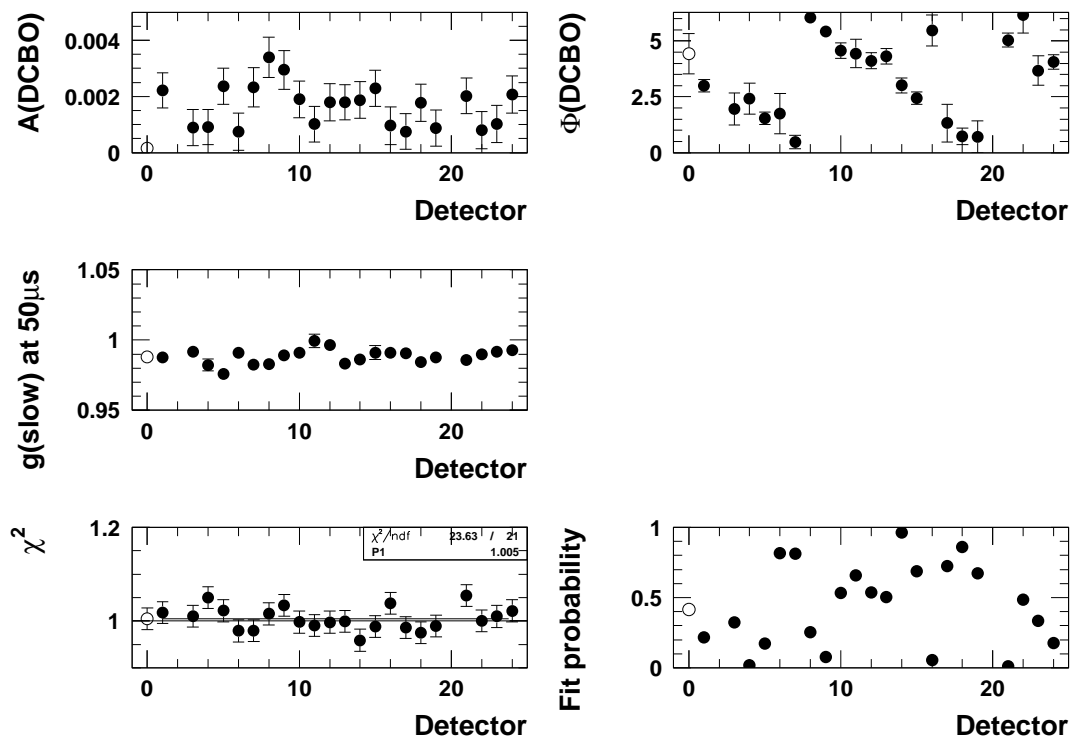 A(DCBO)
0.004
0.002
0
0
10
20
Detector
Φ(DCBO)
5
2.5
0
0
10
20
Detector
g(slow) at 50μs
1.05
1
0.95
0
10
20
Detector
χ²
1.2
1
0
10
20
Detector
χ²/ndf 23.63 / 21
P1 1.005
Fit probability
1
0.5
0
0
10
20
Detector